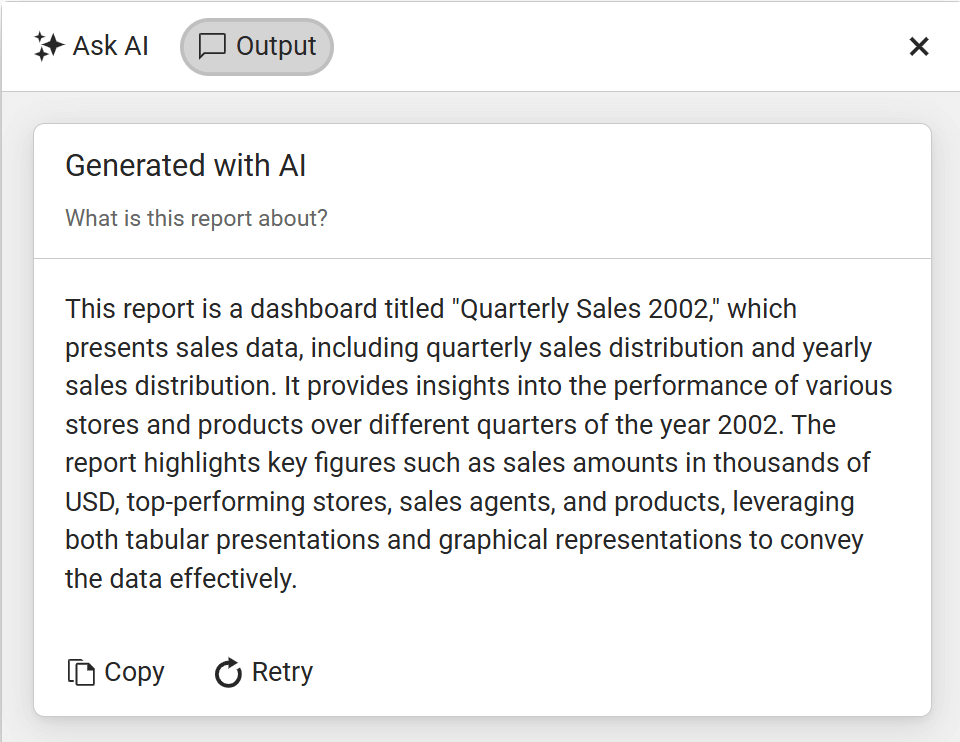 Ask AI
Output
Generated with AI
What is this report about?
This report is a dashboard titled "Quarterly Sales 2002," which
presents sales data, including quarterly sales distribution and yearly
sales distribution. It provides insights into the performance of various
stores and products over different quarters of the year 2002. The
report highlights key figures such as sales amounts in thousands of
USD, top-performing stores, sales agents, and products, leveraging
both tabular presentations and graphical representations to convey
the data effectively.
Copy
Retry